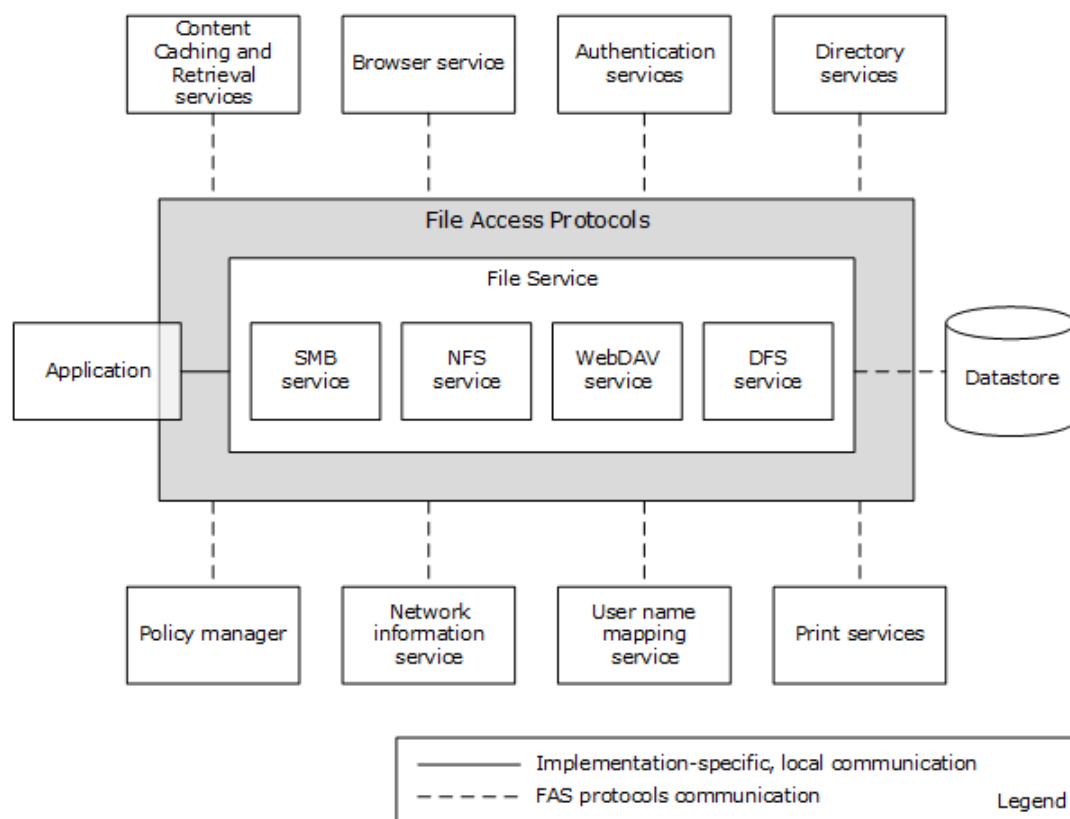 Content
Caching and
Retrieval
services
Browser service
Authentication
services
Directory
services
File Access Protocols
File Service
Application
SMB
service
NFS
service
WebDAV
service
DFS
service
Datastore
Policy manager
Network
information
service
User name
mapping
service
Print services
Implementation-specific, local communication
FAS protocols communication
Legend